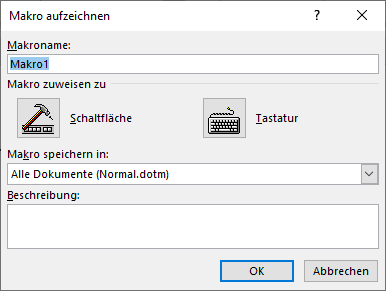 Makro aufzeichnen
Makroname:
Makro1
Makro zuweisen zu
Schaltfläche
Tastatur
Makro speichern in:
Alle Dokumente (Normal.dotm)
Beschreibung:
OK
Abbrechen